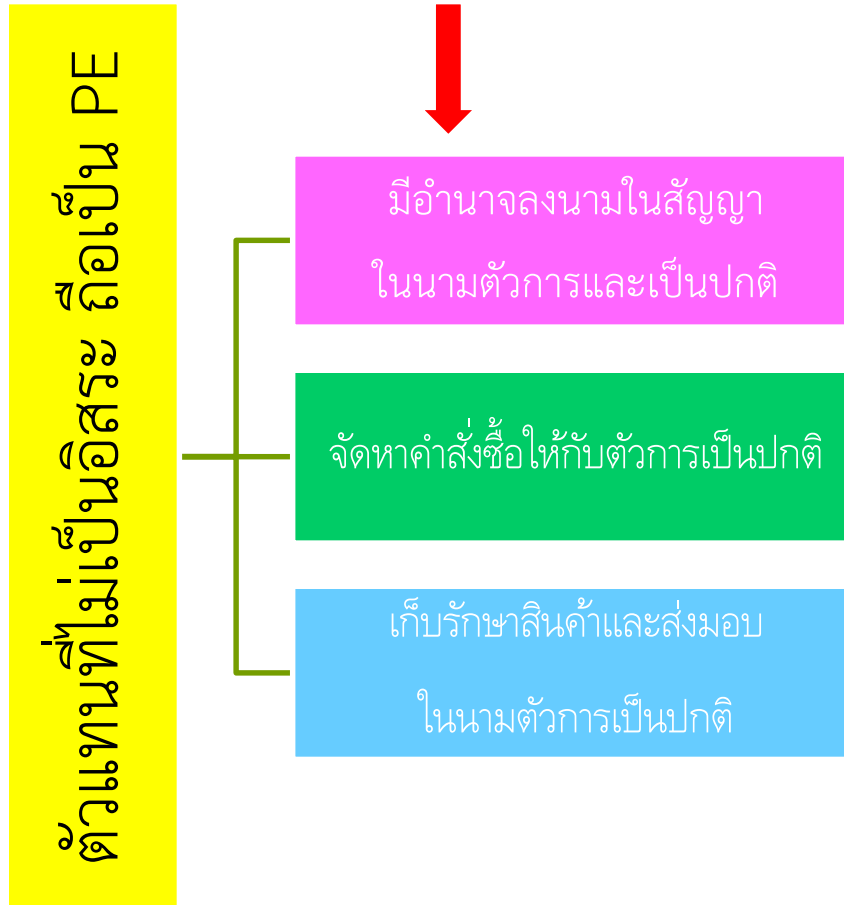 ตัวแทนที่ไม่เป็นอิสระ ถือเป็น PE
มีอำนาจลงนามในสัญญา
ในนามตัวการและเป็นปกติ
จัดหาคำสั่งซื้อให้กับตัวการเป็นปกติ
เก็บรักษาสินค้าและส่งมอบ
ในนามตัวการเป็นปกติ